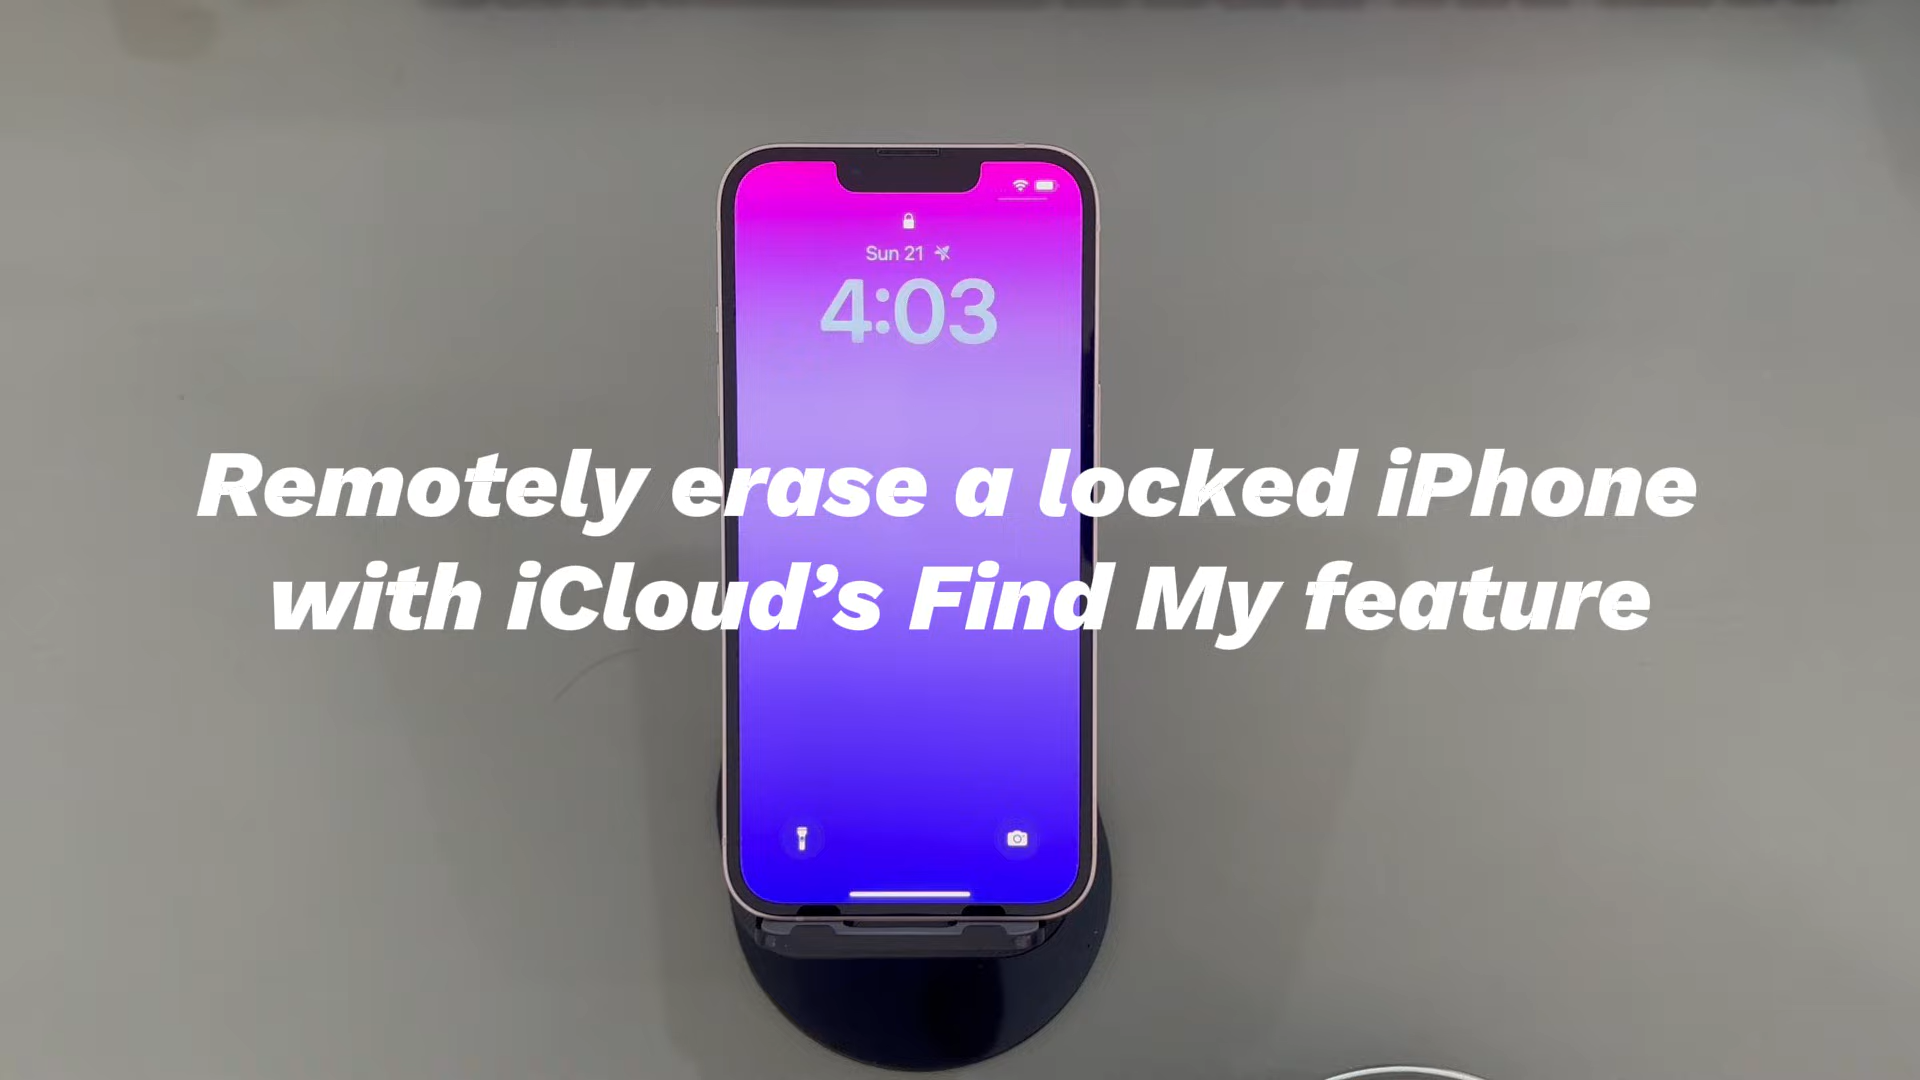 Sun 21
4:03
Remotely erase a locked iPhone
with iCloud’s Find My feature